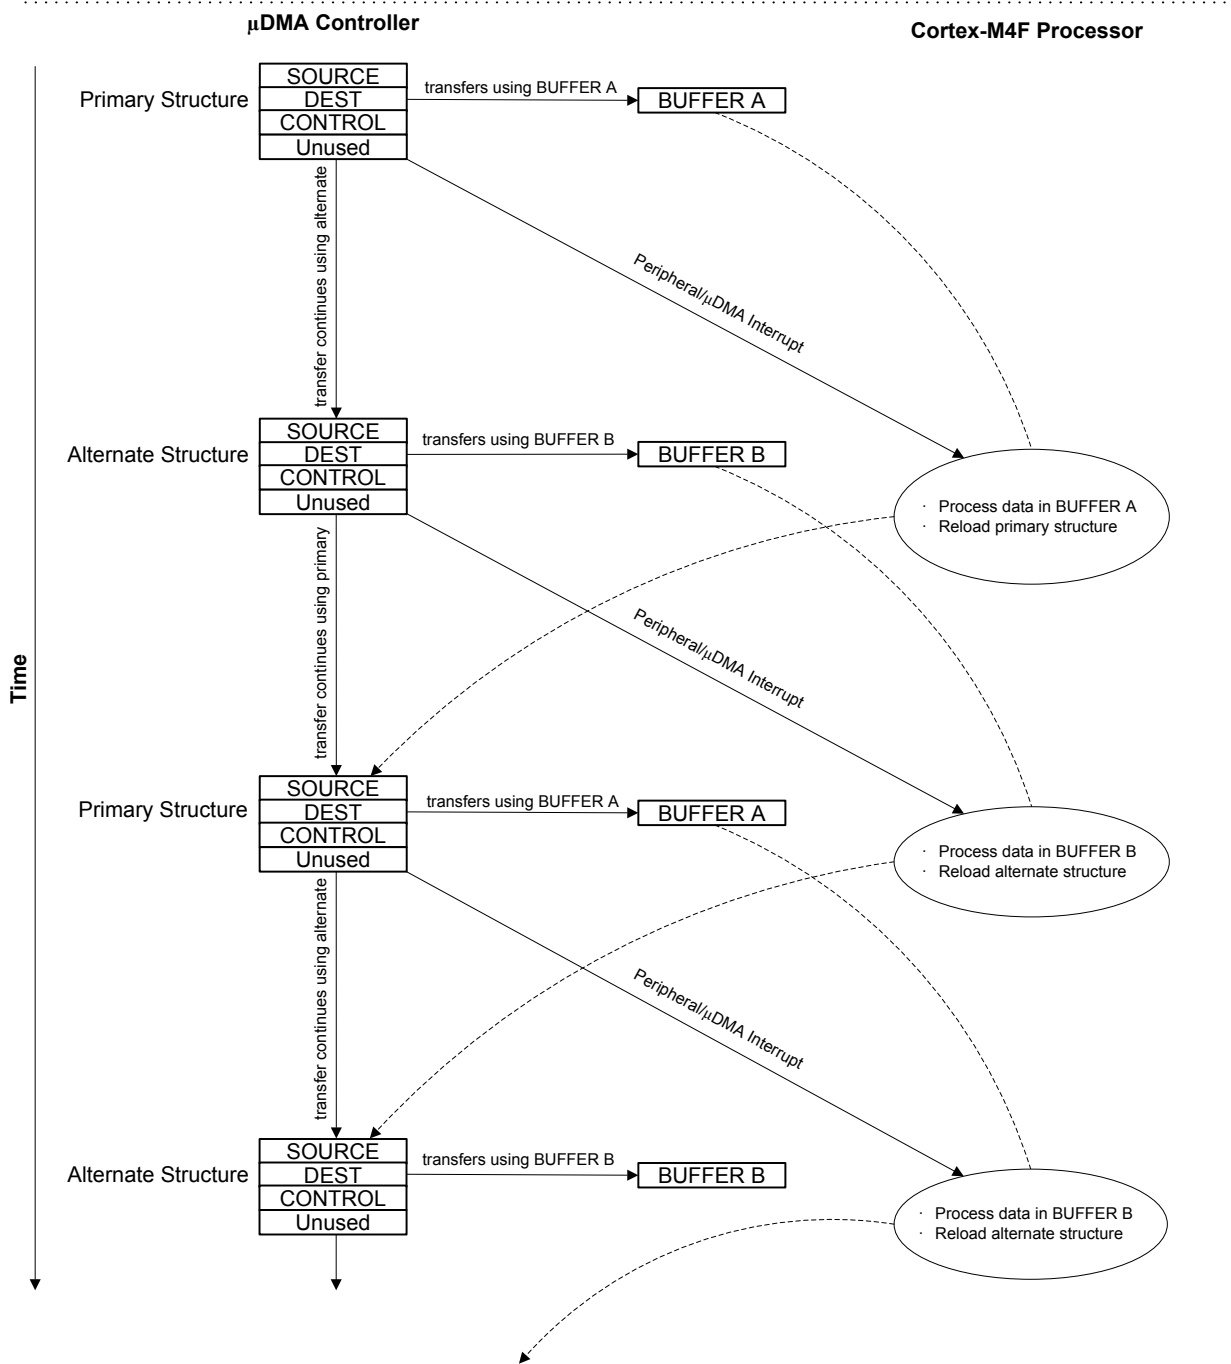 μDMA Controller
Cortex-M4F Processor
Primary Structure
SOURCE
DEST
CONTROL
Unused
transfers using BUFFER A
BUFFER A
transfer continues using alternate
Peripheral/μDMA Interrupt
Alternate Structure
SOURCE
DEST
CONTROL
Unused
transfers using BUFFER B
BUFFER B
· Process data in BUFFER A
· Reload primary structure
transfer continues using primary
Peripheral/μDMA Interrupt
Time
Primary Structure
SOURCE
DEST
CONTROL
Unused
transfers using BUFFER A
BUFFER A
· Process data in BUFFER B
· Reload alternate structure
transfer continues using alternate
Peripheral/μDMA Interrupt
Alternate Structure
SOURCE
DEST
CONTROL
Unused
transfers using BUFFER B
BUFFER B
· Process data in BUFFER B
· Reload alternate structure